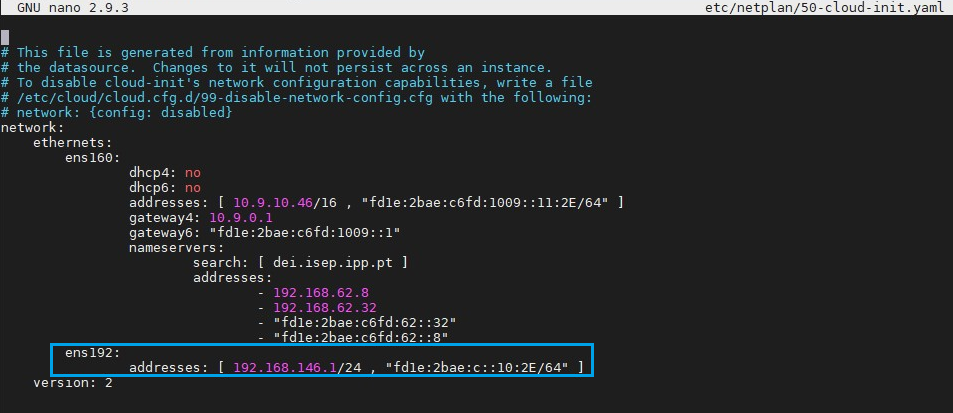 GNU nano 2.9.3 etc/netplan/50-cloud-init.yaml
# This file is generated from information provided by
# the datasource.  Changes to it will not persist across an instance.
# To disable cloud-init's network configuration capabilities, write a file
# /etc/cloud/cloud.cfg.d/99-disable-network-config.cfg with the following:
# network: {config: disabled}
network:
    ethernets:
        ens160:
                dhcp4: no
                dhcp6: no
                addresses: [ 10.9.10.46/16 , "fd1e:2bae:c6fd:1009::11:2E/64" ]
                gateway4: 10.9.0.1
                gateway6: "fd1e:2bae:c6fd:1009::1"
                nameservers:
                        search: [ dei.isep.ipp.pt ]
                        addresses:
                                - 192.168.62.8
                                - 192.168.62.32
                                - "fd1e:2bae:c6fd:62::32"
                                - "fd1e:2bae:c6fd:62::8"
        ens192:
                addresses: [ 192.168.146.1/24 , "fd1e:2bae:c::10:2E/64" ]
    version: 2